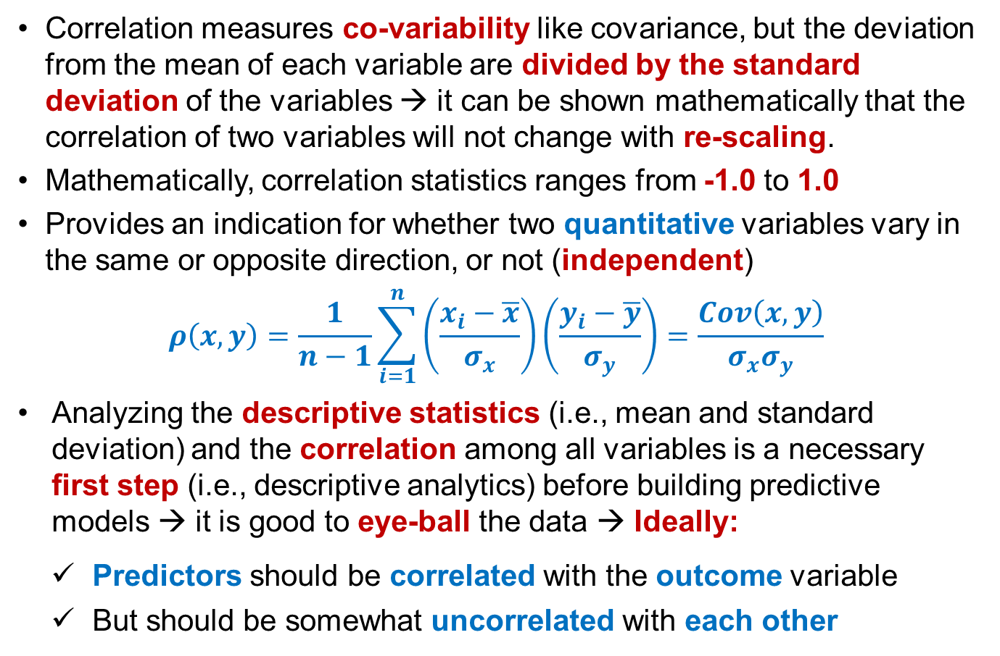 • Correlation measures co-variability like covariance, but the deviation
from the mean of each variable are divided by the standard
deviation of the variables → it can be shown mathematically that the
correlation of two variables will not change with re-scaling.
• Mathematically, correlation statistics ranges from -1.0 to 1.0
• Provides an indication for whether two quantitative variables vary in
the same or opposite direction, or not (independent)
ρ(x, y) = \frac{1}{n − 1} \sum_{i=1}^{n} \left(\frac{x_i − \overline{x}}{σ_x}\right) \left(\frac{y_i − \overline{y}}{σ_y}\right) = \frac{Cov(x, y)}{σ_x σ_y}
• Analyzing the descriptive statistics (i.e., mean and standard
deviation) and the correlation among all variables is a necessary
first step (i.e., descriptive analytics) before building predictive
models → it is good to eye-ball the data → Ideally:
✓ Predictors should be correlated with the outcome variable
✓ But should be somewhat uncorrelated with each other